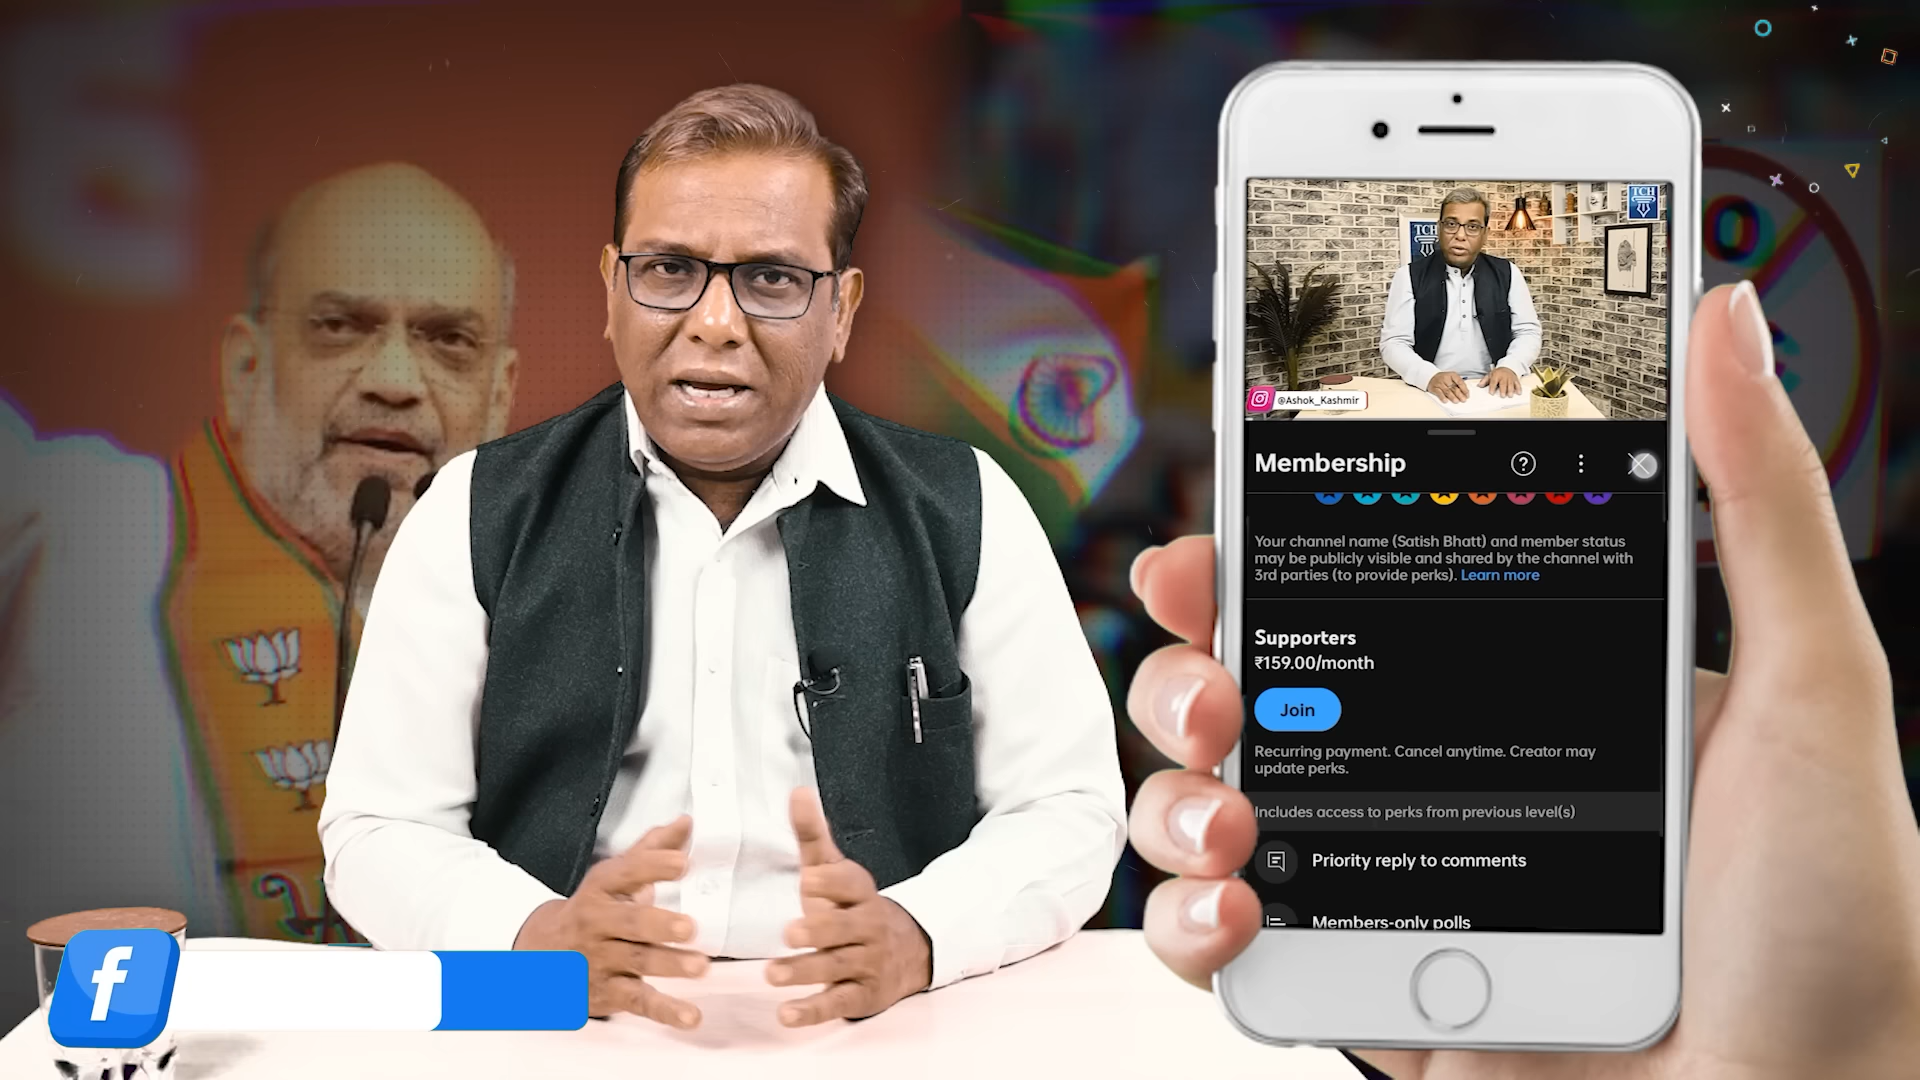 TCH
TCH
@Ashok_Kashmir
Membership
Your channel name (Satish Bhatt) and member status
may be publicly visible and shared by the channel with
3rd parties (to provide perks). Learn more
Supporters
₹159.00/month
Join
Recurring payment. Cancel anytime. Creator may
update perks.
Includes access to perks from previous level(s)
Priority reply to comments
Members-only polls
f